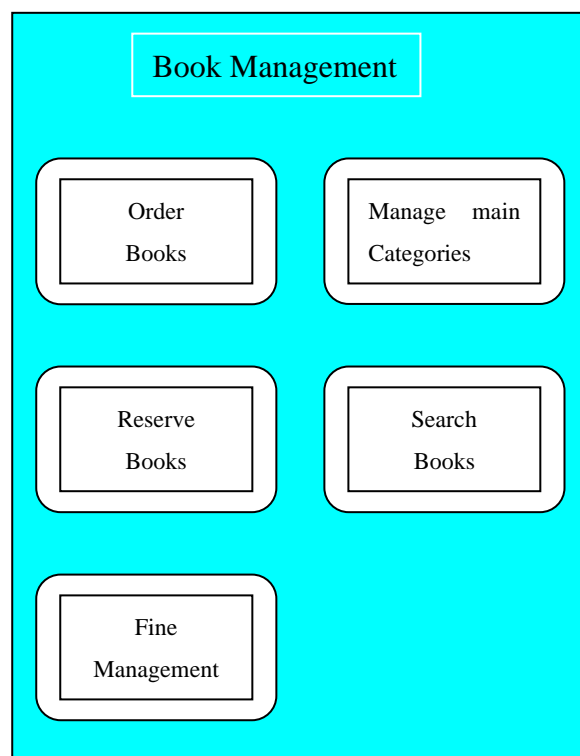 Book Management
Order
Books
Manage main
Categories
Reserve
Books
Search
Books
Fine
Management